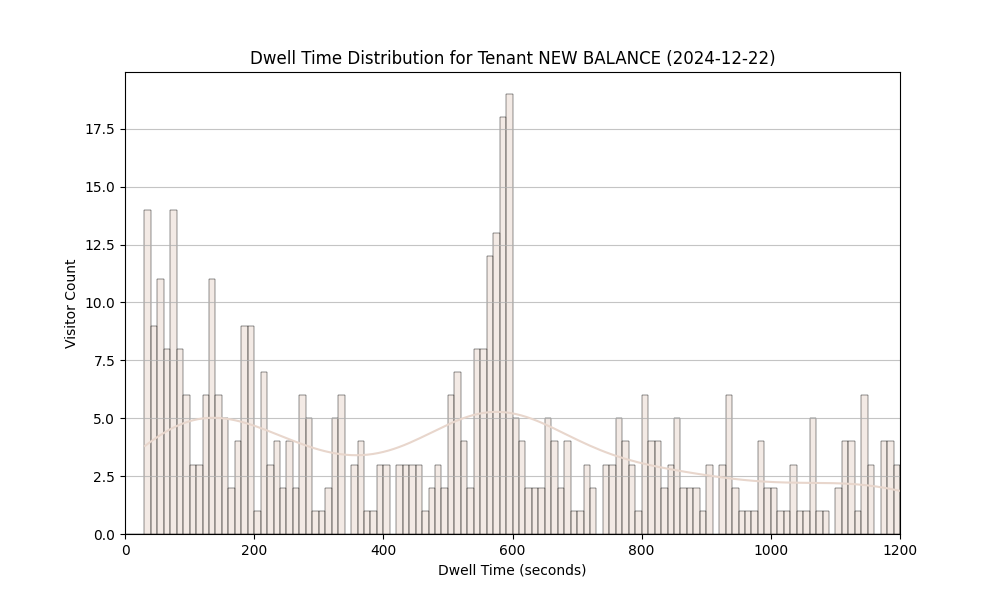 Dwell Time Distribution for Tenant NEW BALANCE (2024-12-22)
17.5
15.0
12.5
10.0
7.5
5.0
2.5
0.0
Visitor Count
0 200 400 600 800 1000 1200
Dwell Time (seconds)